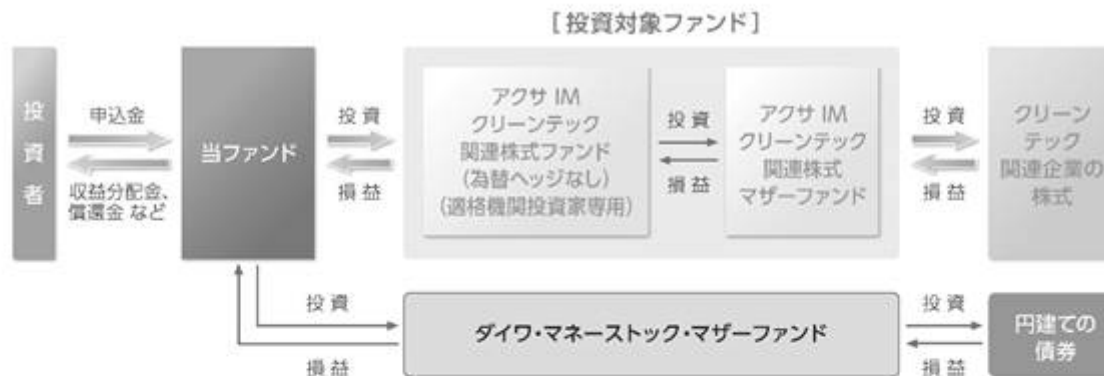 [投資対象ファンド]
投資者
申込金
収益分配金、
償還金 など
当ファンド
投資
損益
アクサ IM
クリーンテック
関連株式ファンド
(為替ヘッジなし)
(適格機関投資家専用)
投資
損益
アクサ IM
クリーンテック
関連株式
マザーファンド
投資
損益
クリーン
テック
関連企業の
株式
投資
損益
ダイワ・マネーストック・マザーファンド
投資
損益
円建ての
債券